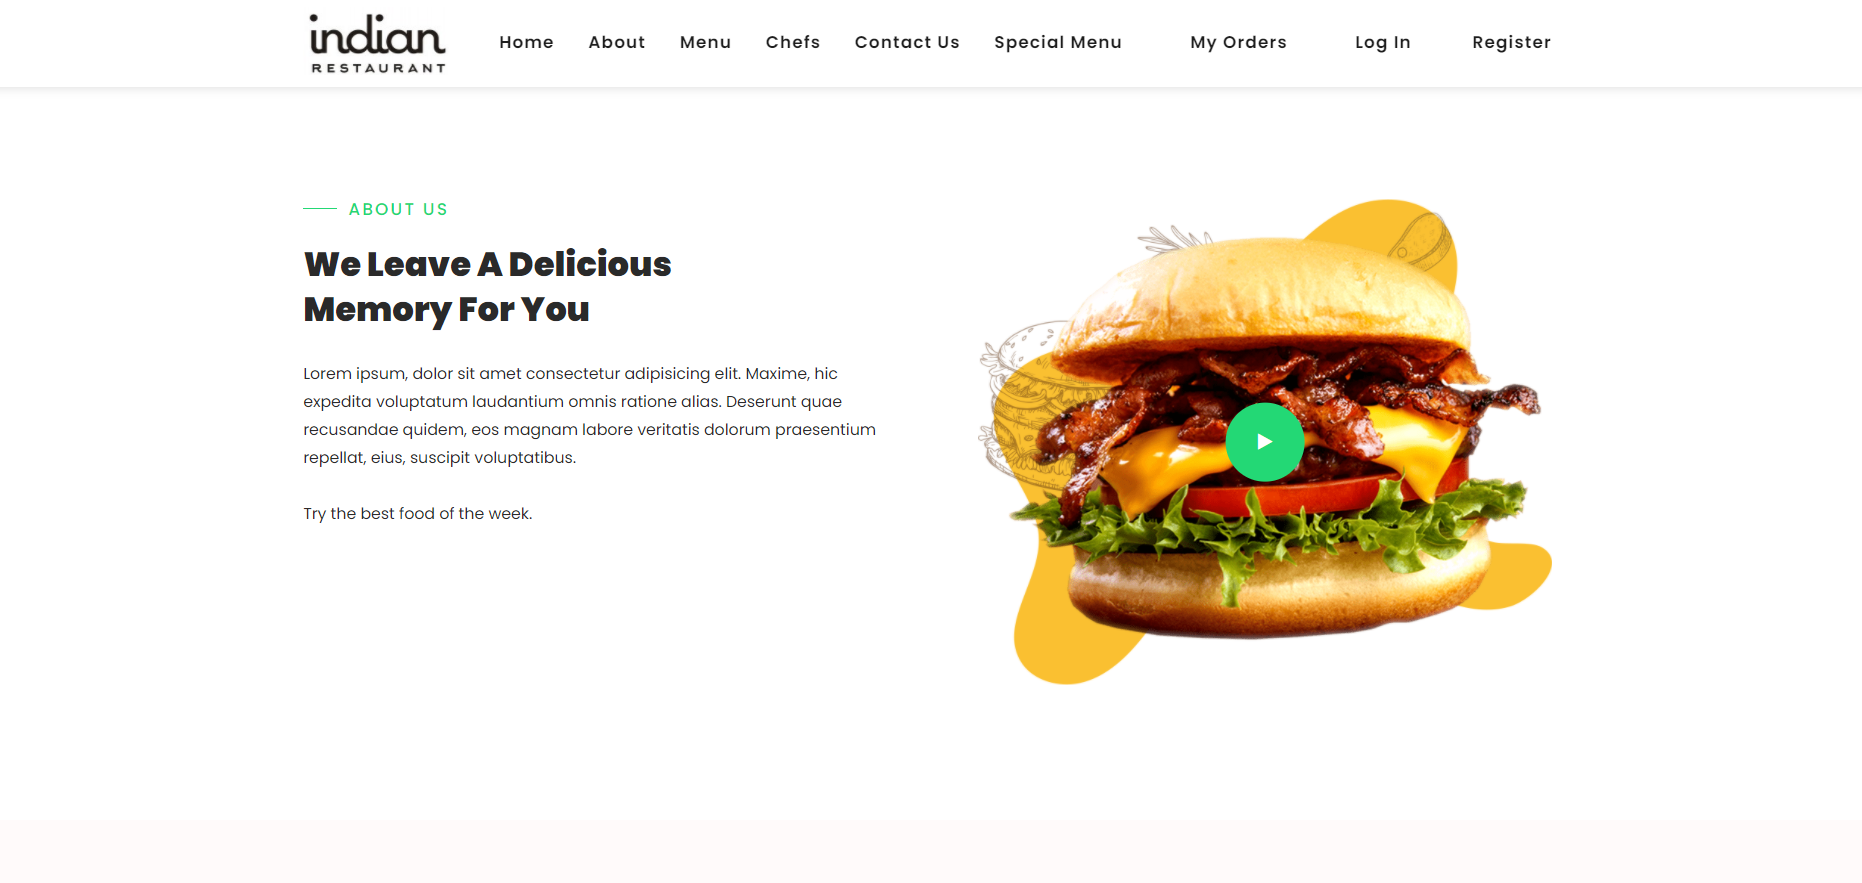 indian
RESTAURANT
Home About Menu Chefs Contact Us Special Menu My Orders Log In Register
ABOUT US
We Leave A Delicious
Memory For You
Lorem ipsum, dolor sit amet consectetur adipisicing elit. Maxime, hic
expedita voluptatum laudantium omnis ratione alias. Deserunt quae
recusandae quidem, eos magnam labore veritatis dolorum praesentium
repellat, eius, suscipit voluptatibus.
Try the best food of the week.